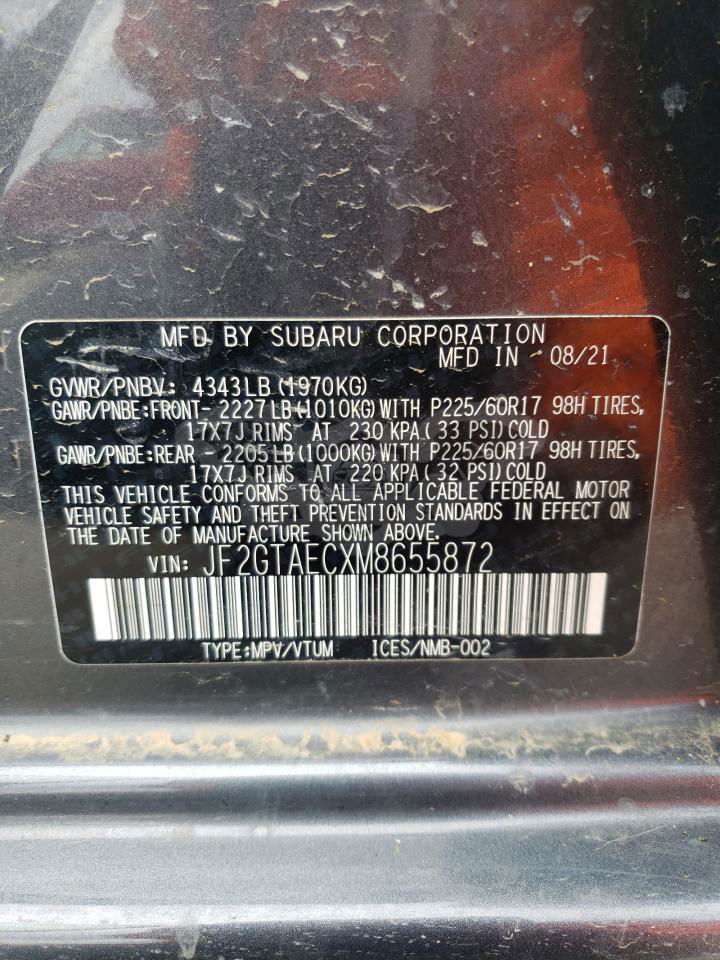 MFD BY SUBARU CORPORATION
MFD IN 08/21
GVWR/PNBV: 4343LB(1970KG)
GAWR/PNBE:FRONT- 2227LB(1010KG)WITH P225/60R17 98H TIRES,
17X7J RIMS AT 230 KPA( 33 PSI)COLD
GAWR/PNBE:REAR - 2205LB(1000KG)WITH P225/60R17 98H TIRES,
17X7J RIMS AT 220 KPA( 32 PSI)COLD
THIS VEHICLE CONFORMS TO ALL APPLICABLE FEDERAL MOTOR
VEHICLE SAFETY AND THEFT PREVENTION STANDARDS IN EFFECT ON
THE DATE OF MANUFACTURE SHOWN ABOVE.
VIN: JF2GTAECXM8655872
TYPE:MPV/VTUM ICES/NMB-002